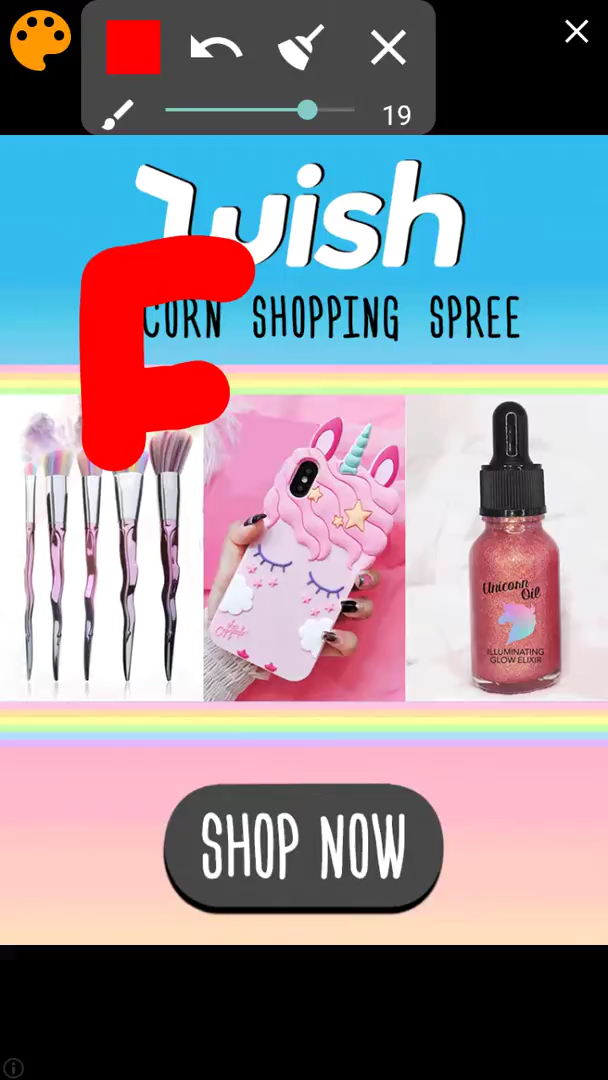 19
wish
F
CORN SHOPPING SPREE
Unicorn
Oil
ILLUMINATING
GLOW ELIXIR
SHOP NOW